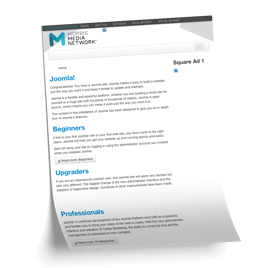 MORRIS
MEDIA
NETWORK
Home
Square Ad 1
Joomla!
Congratulations! You have a Joomla site! Joomla makes it easy to build a website
just the way you want it and keep it simple to update and maintain.
Joomla is a flexible and powerful platform, whether you are building a small site for
yourself or a huge site with hundreds of thousands of visitors. Joomla is open
source, which means you can make it work just the way you want it to.
The content in this installation of Joomla has been designed to give you an in depth
tour of Joomla's features.
Beginners
If this is your first Joomla! site or your first web site, you have come to the right
place. Joomla will help you get your website up and running quickly and easily.
Start off using your site by logging in using the administrator account you created
when you installed Joomla.
Read more: Beginners
Upgraders
If you are an experienced Joomla! user, this Joomla site will seem very familiar but
also very different. The biggest change is the new administrator interface and the
adoption of responsive design. Hundreds of other improvements have been made.
Professionals
Joomla! 3 continues development of the Joomla Platform and CMS as a powerful
and flexible way to bring your vision of the web to reality. With the new administrator
interface and adoption of Twitter Bootstrap, the ability to control its look and the
management of extensions is now complete.
Read more: Professionals